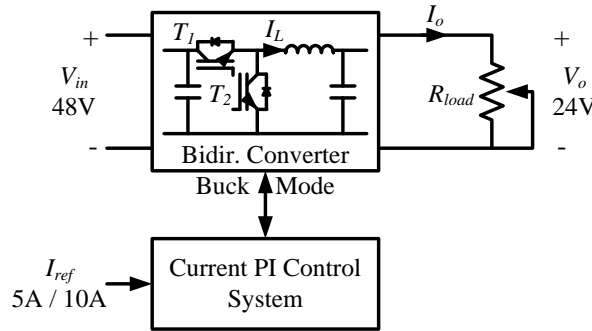 T1
IL
Io
+
+
Vin
48V
T2
Rload
Vo
24V
-
-
Bidir. Converter
Buck Mode
Iref
5A / 10A
Current PI Control
System